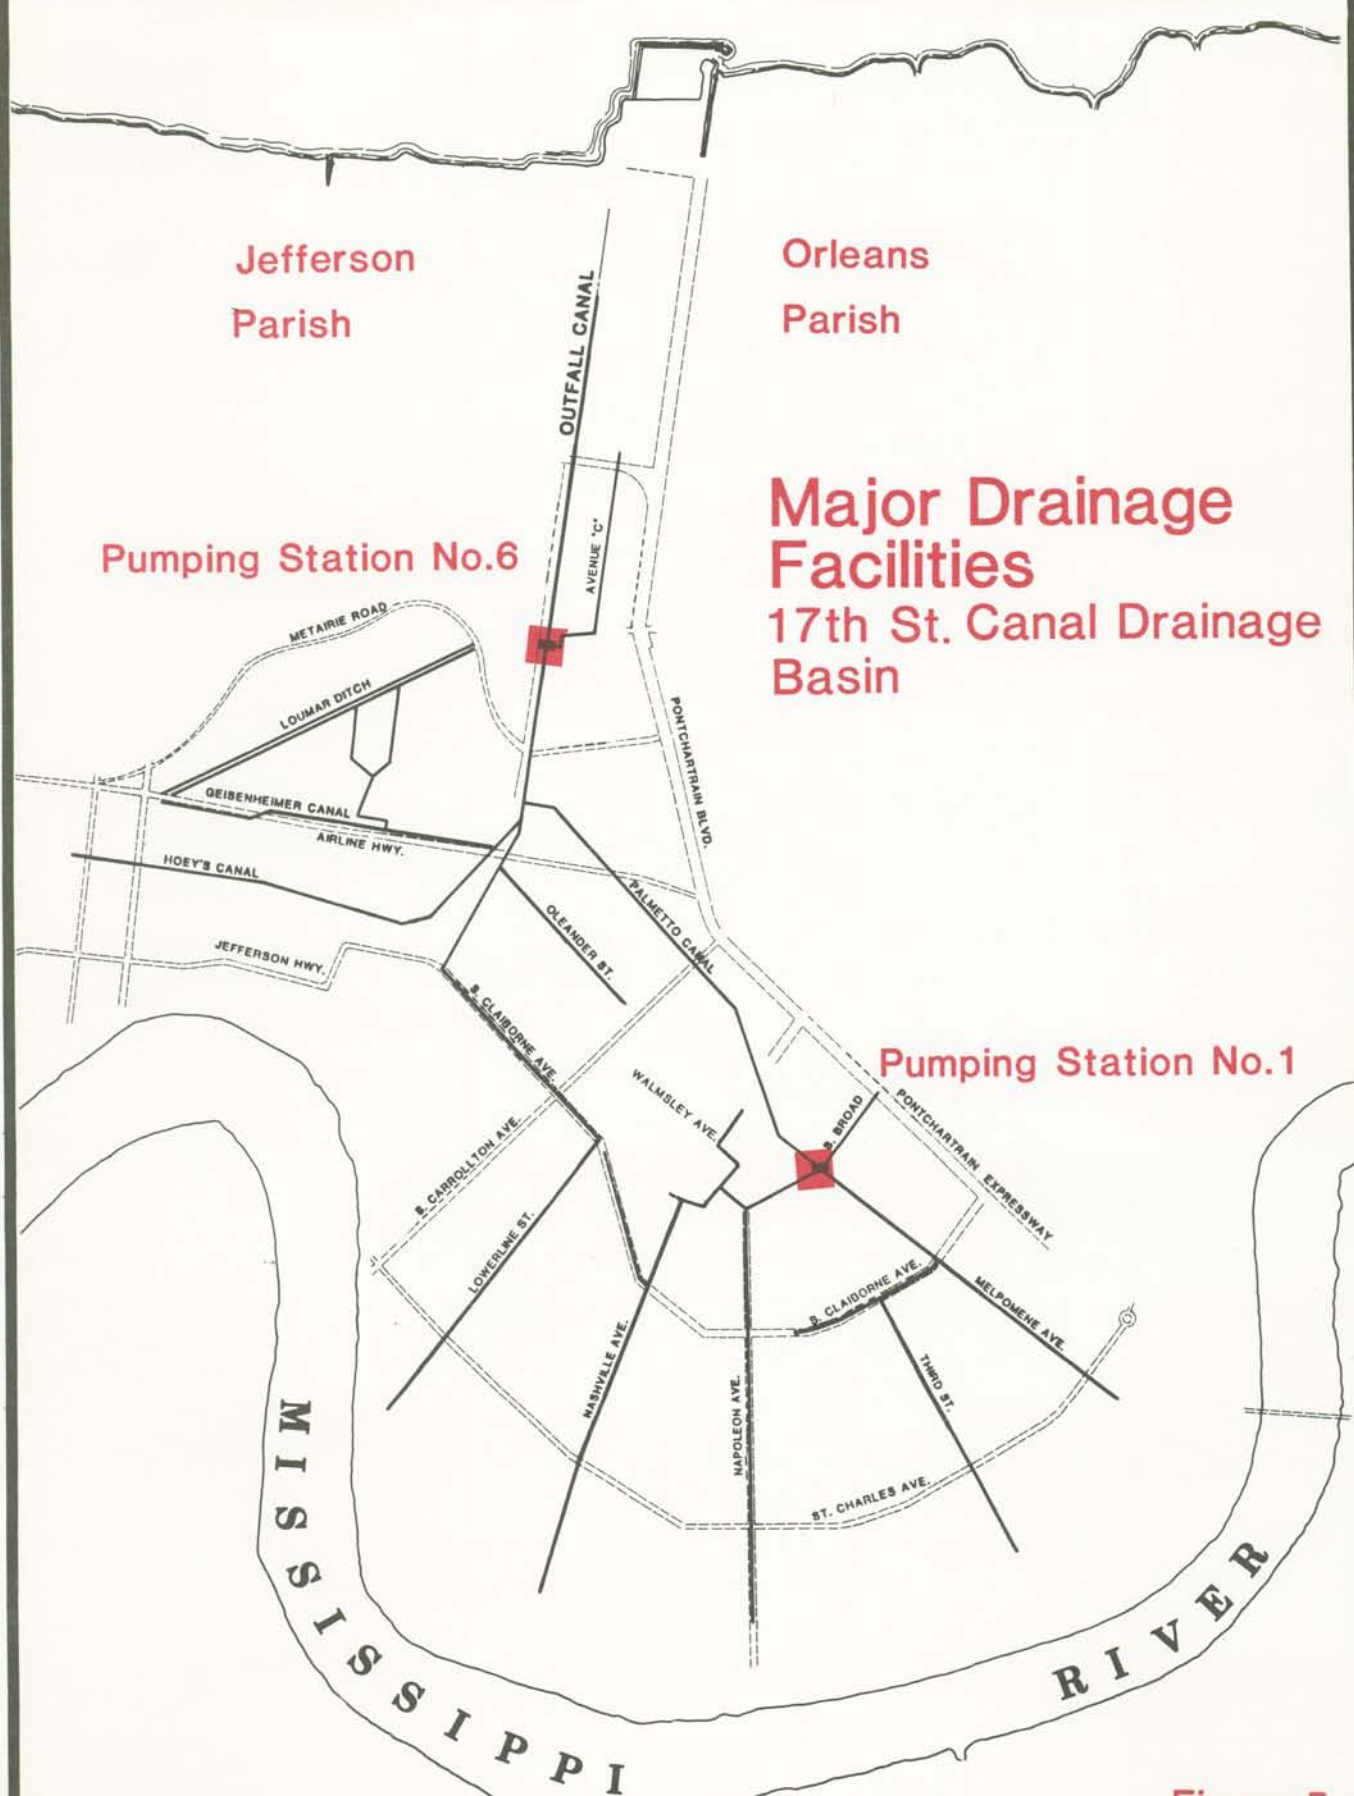 Jefferson
Parish
Orleans
Parish
OUTFALL CANAL
Major Drainage
Facilities
17th St. Canal Drainage
Basin
AVENUE "C"
Pumping Station No.6
METAIRIE ROAD
LOUMAR DITCH
PONTCHARTRAIN BLVD.
GEISENHEIMER CANAL
AIRLINE HWY.
HOEY'S CANAL
PALMETTO CANAL
OLEANDER ST.
JEFFERSON HWY.
S. CLAIBORNE AVE.
Pumping Station No.1
WALMSLEY AVE.
S. BROAD
PONTCHARTRAIN EXPRESSWAY
S. CARROLLTON AVE.
LOWERLINE ST.
S. CLAIBORNE AVE.
MELPOMENE AVE.
NASHVILLE AVE.
NAPOLEON AVE.
THIRD ST.
ST. CHARLES AVE.
MISSISSIPPI
RIVER